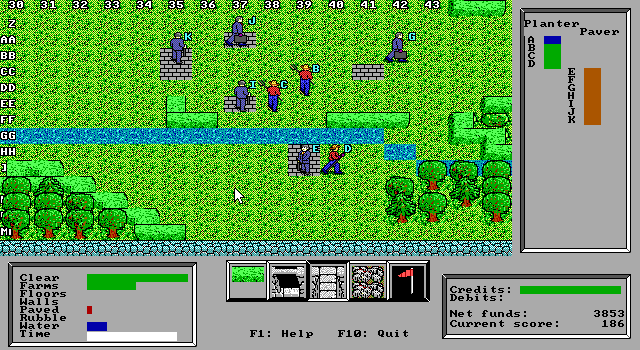 30 31 32 33 34 35 36 37 38 39 40 41 42 43
Z
AA
BB
CC
DD
EE
FF
GG
HH
I
J
K
L
MM
K
J
G
B
I
C
E
D
Planter
Paver
A
B
C
D
E
F
G
H
I
J
K
Clear
Farms
Floors
Walls
Paved
Rubble
Water
Time
F1: Help F10: Quit
Credits:
Debits:
Net funds: 3853
Current score: 186